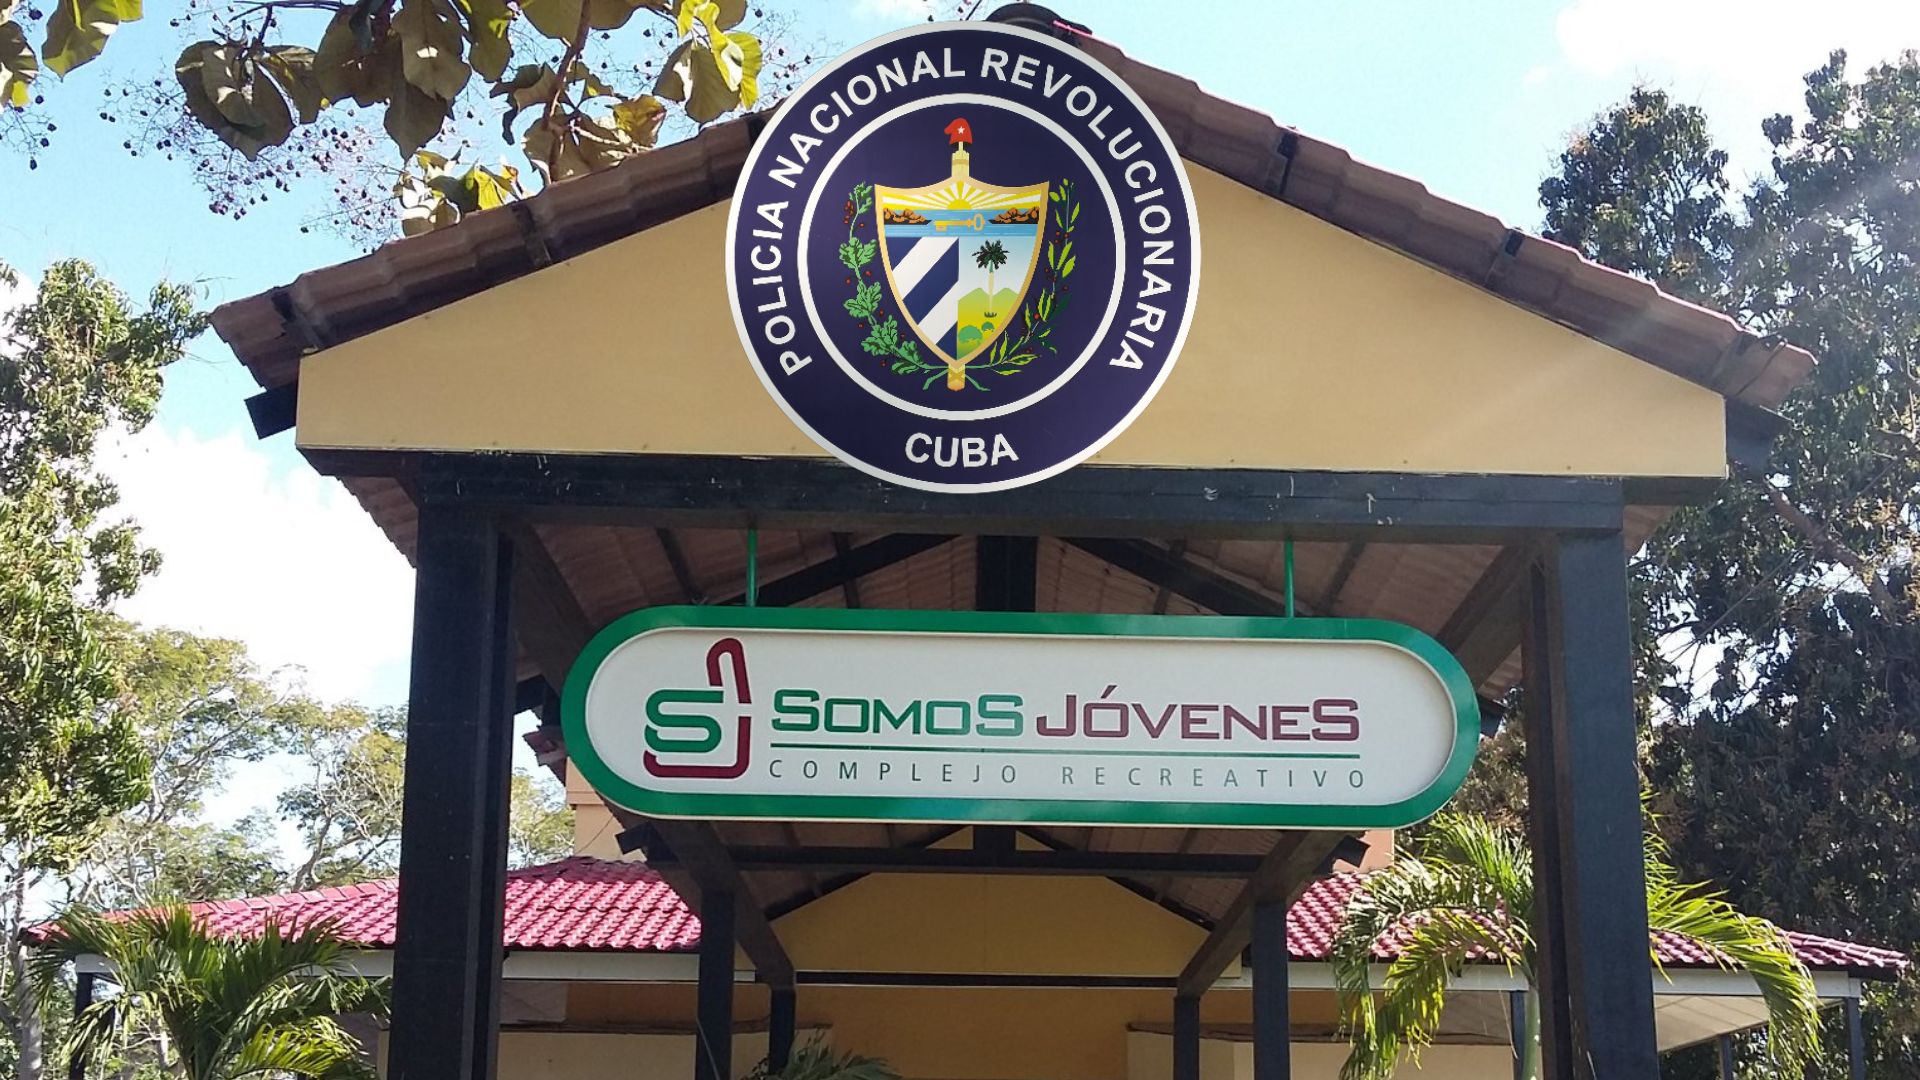 POLICIA NACIONAL REVOLUCIONARIA
CUBA
SJ SOMOS JÓVENES
COMPLEJO RECREATIVO